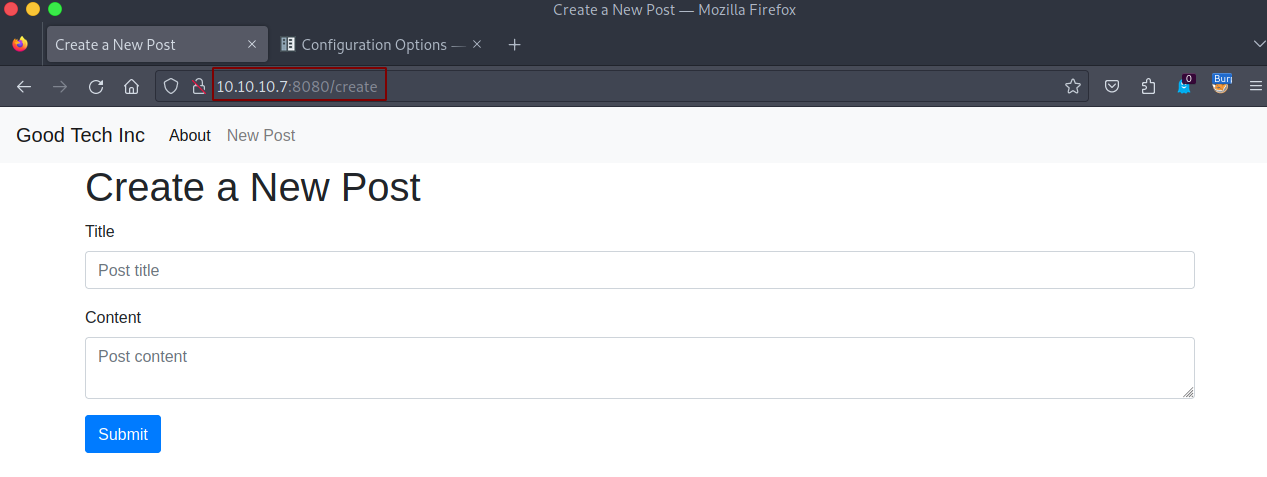 Create a New Post — Mozilla Firefox
Create a New Post
Configuration Options —
10.10.10.7:8080/create
0
Burp
Good Tech Inc About New Post
Create a New Post
Title
Post title
Content
Post content
Submit